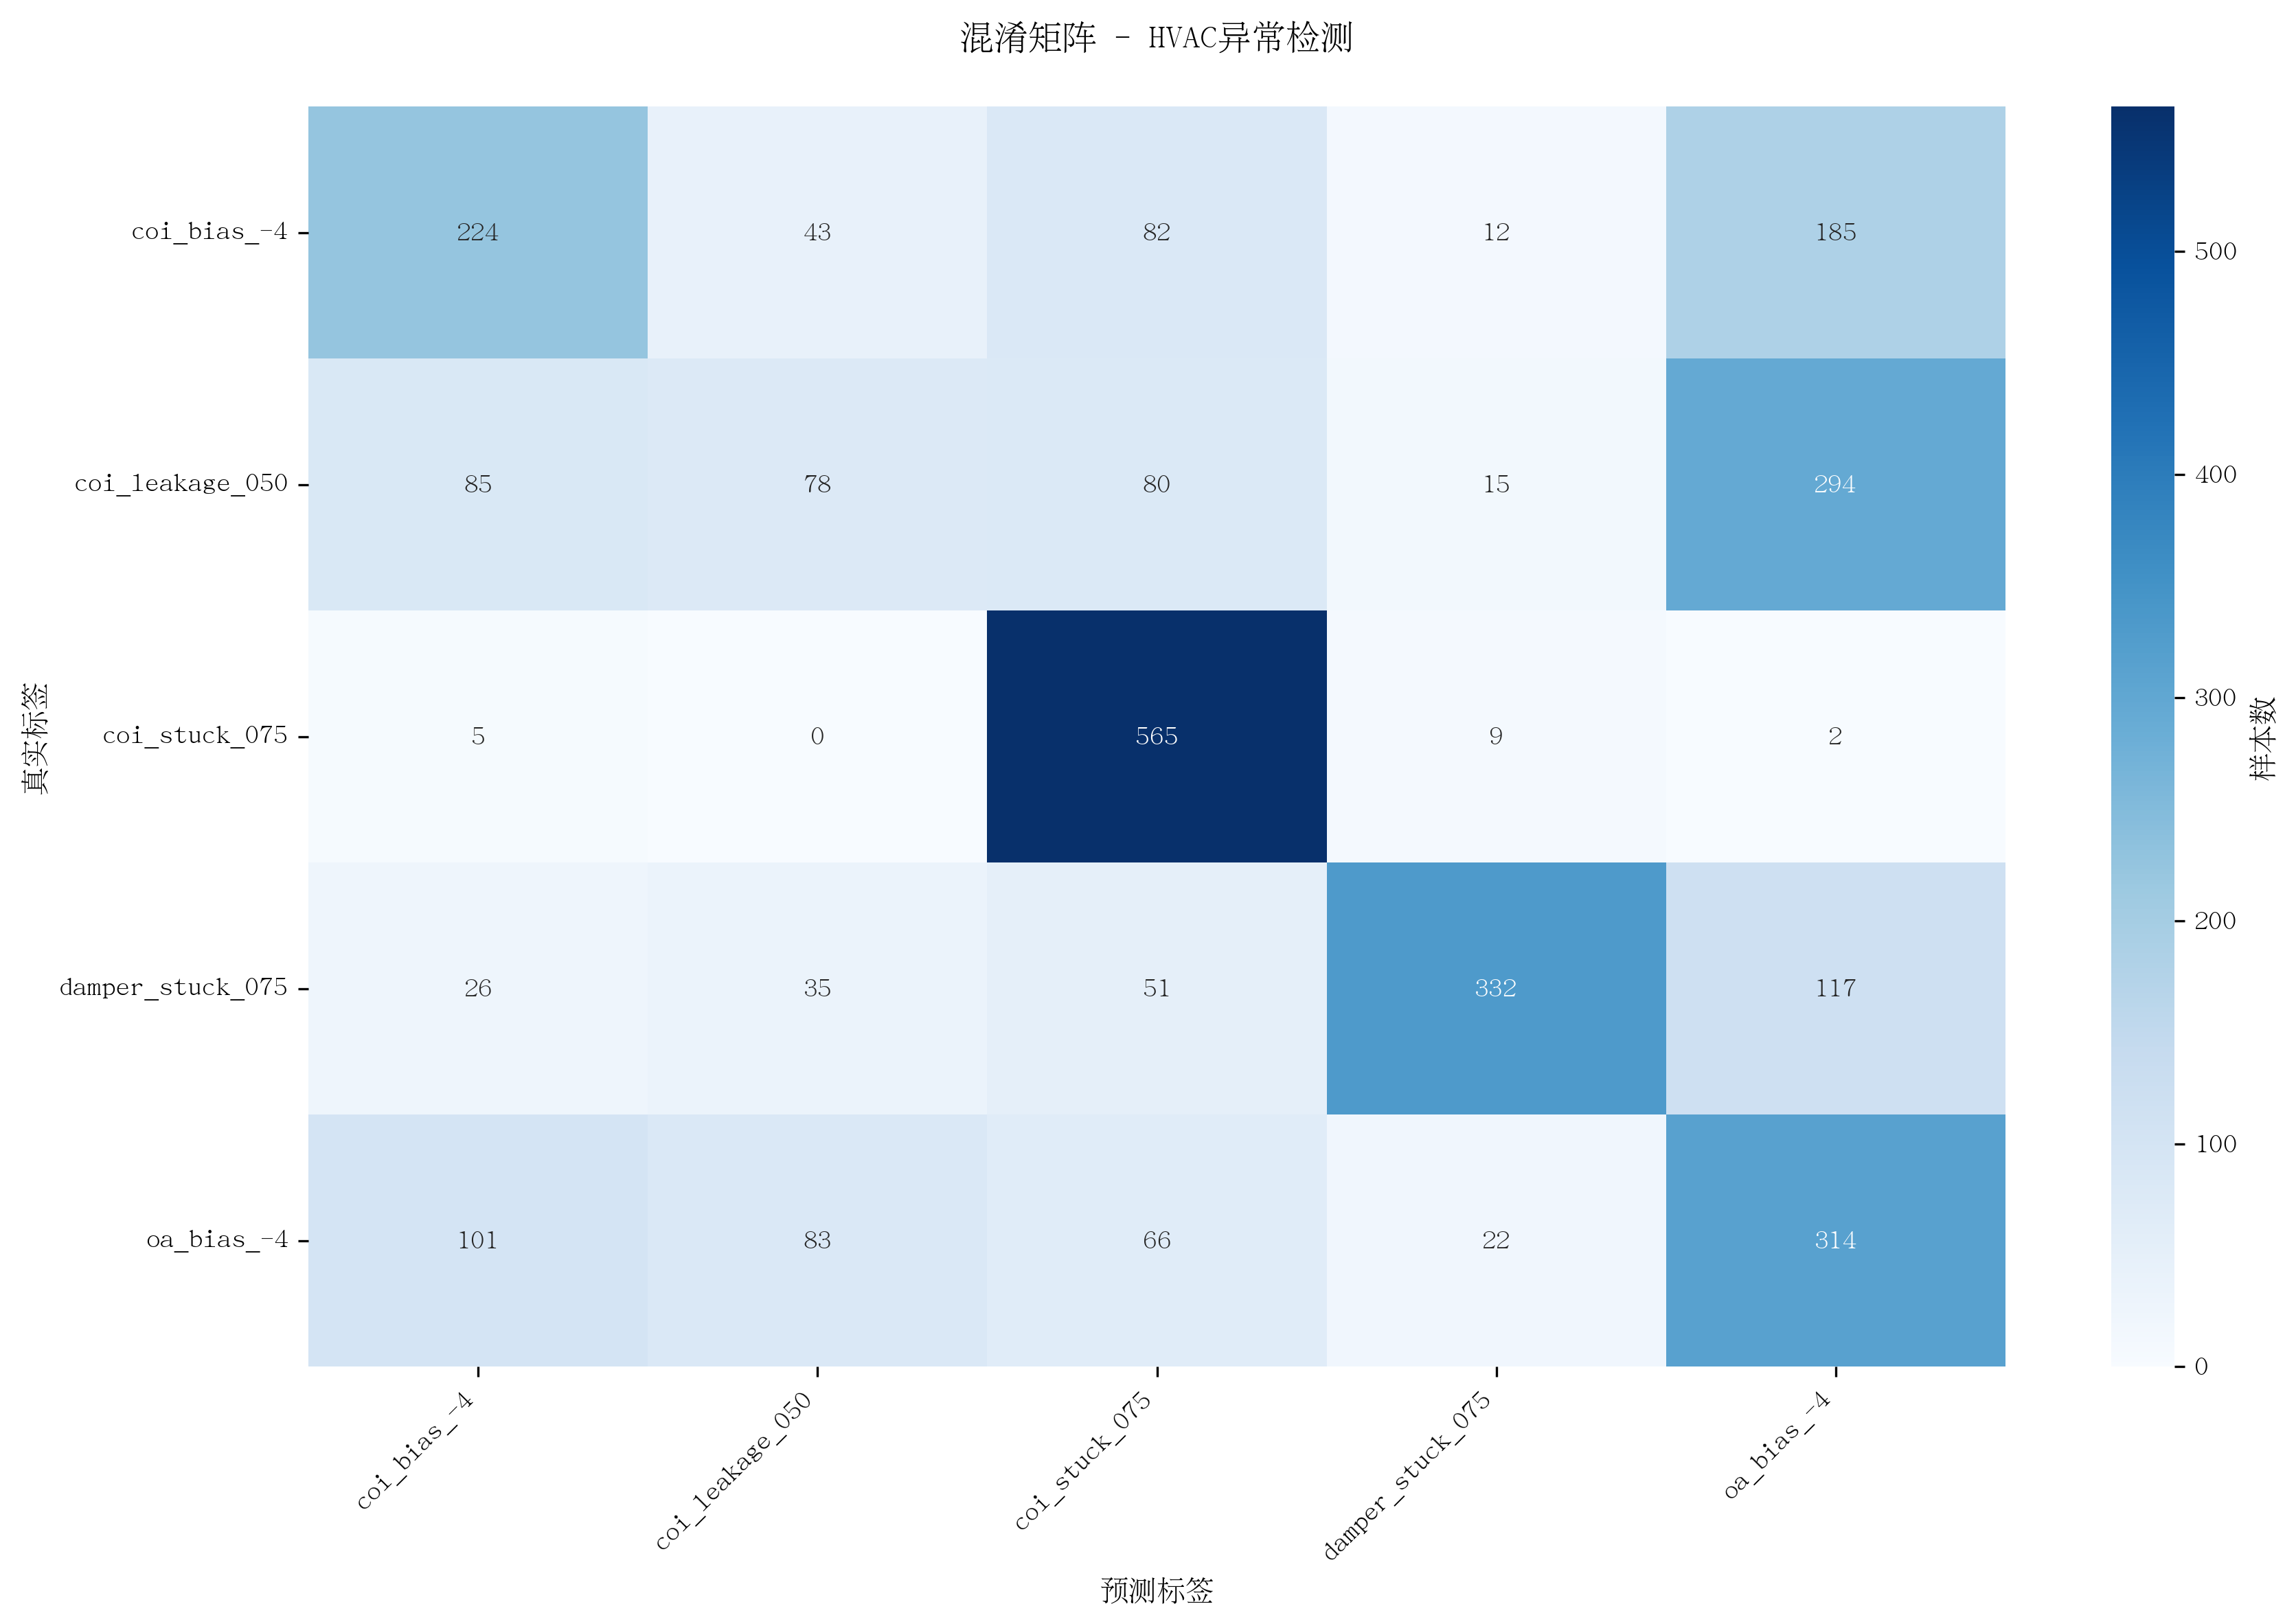 混淆矩阵 - HVAC异常检测
coi_bias_-4 224 43 82 12 185
coi_leakage_050 85 78 80 15 294
coi_stuck_075 5 0 565 9 2
damper_stuck_075 26 35 51 332 117
oa_bias_-4 101 83 66 22 314
真实标签
coi_bias_-4 coi_leakage_050 coi_stuck_075 damper_stuck_075 oa_bias_-4
预测标签
500
400
300
200
100
0
样本数